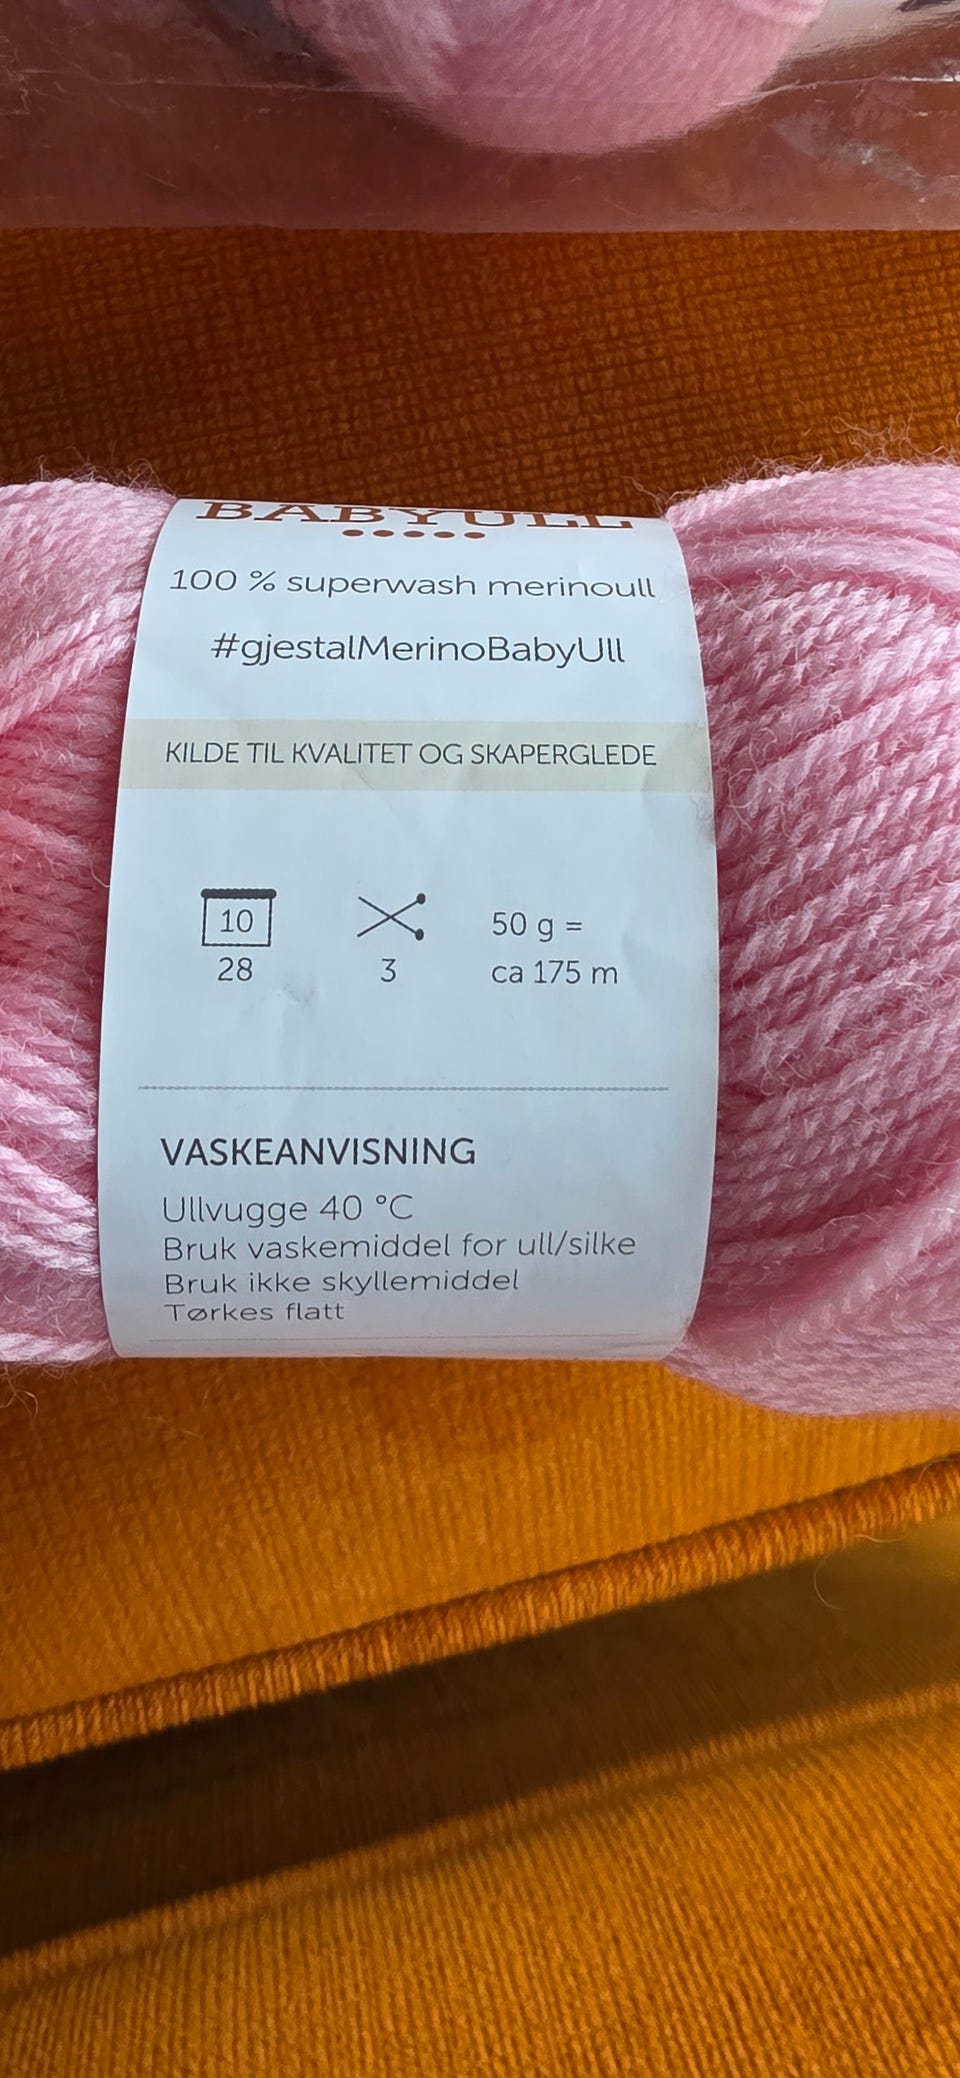 BABYULL
100 % superwash merinoull
#gjestalMerinoBabyUll
KILDE TIL KVALITET OG SKAPERGLEDE
10
28
3
50 g =
ca 175 m
VASKEANVISNING
Ullvugge 40 °C
Bruk vaskemiddel for ull/silke
Bruk ikke skyllemiddel
Tørkes flatt